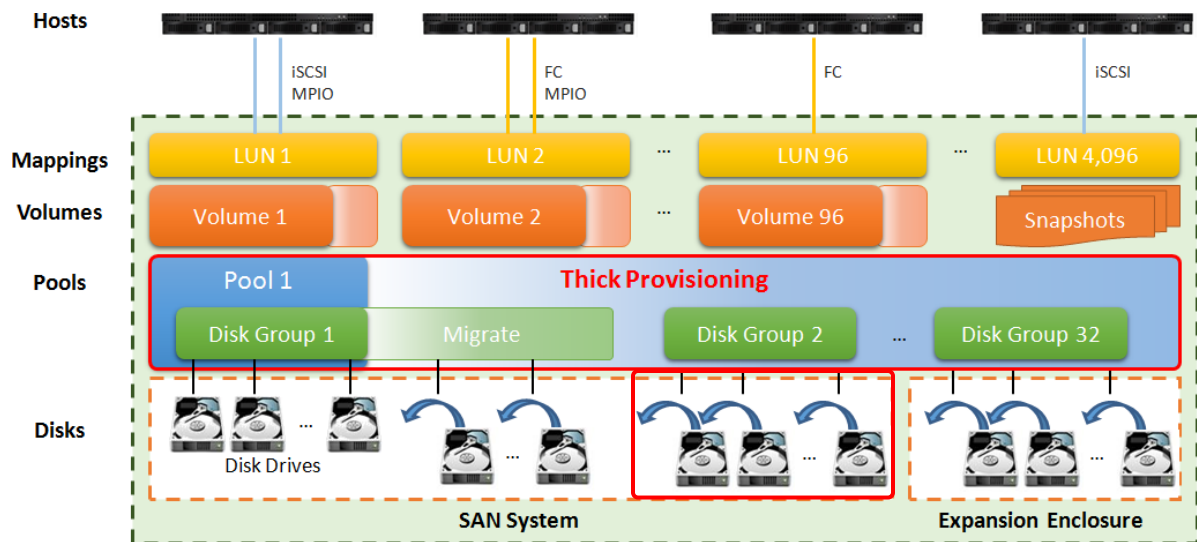 Hosts
iSCSI
MPIO
FC
MPIO
FC
iSCSI
Mappings
LUN 1
LUN 2
...
LUN 96
...
LUN 4,096
Volumes
Volume 1
Volume 2
...
Volume 96
Snapshots
Pools
Pool 1
Thick Provisioning
Disk Group 1
Migrate
Disk Group 2
...
Disk Group 32
Disks
...
...
...
...
Disk Drives
SAN System
Expansion Enclosure